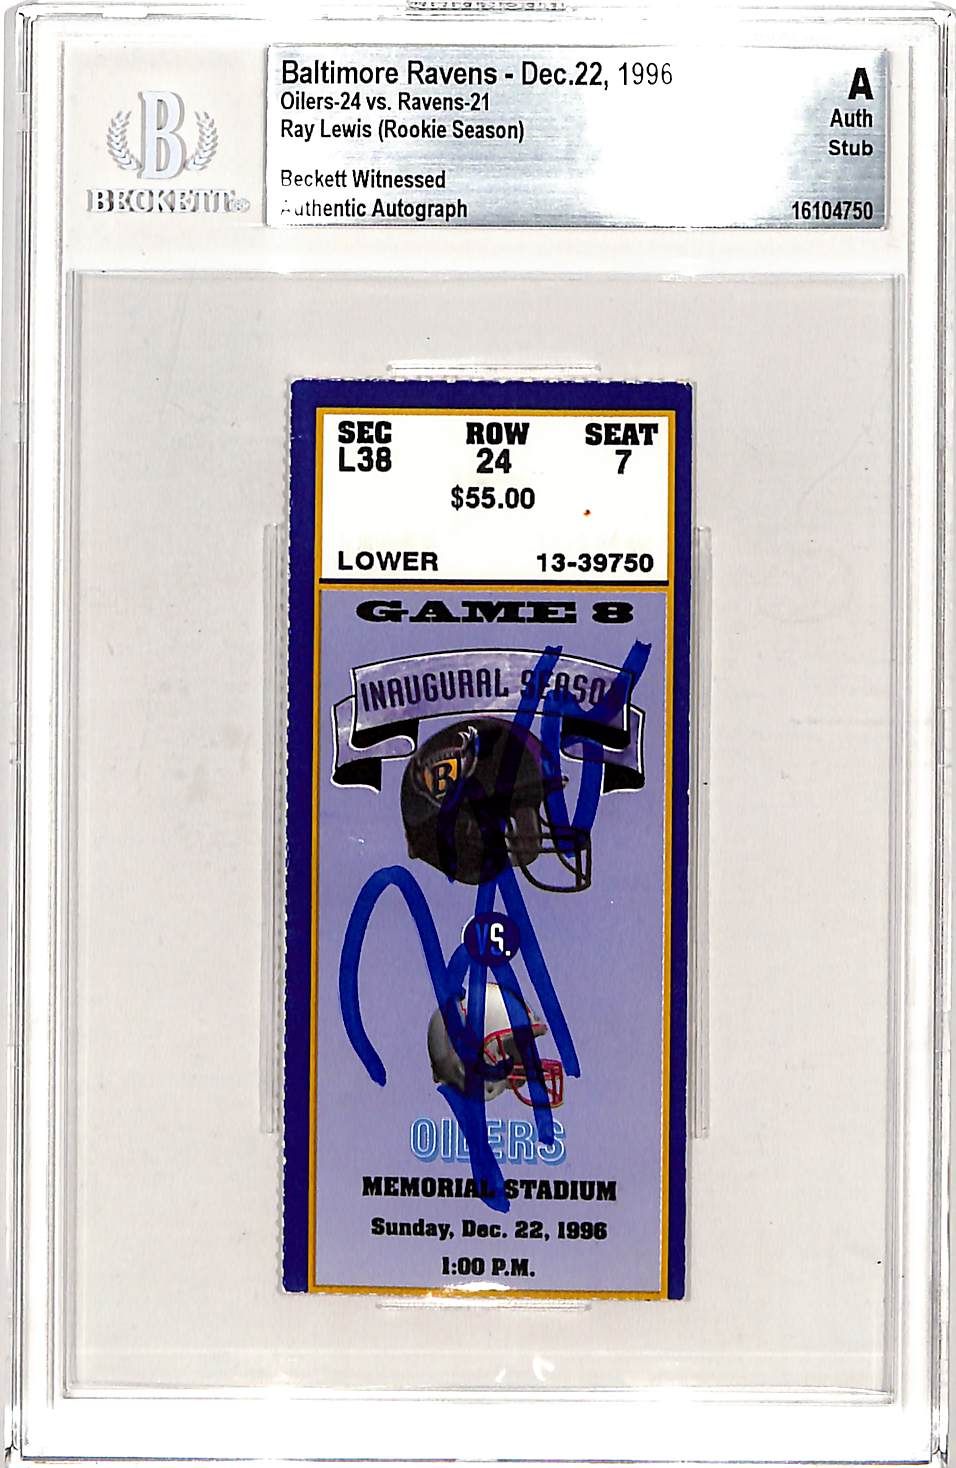 Baltimore Ravens - Dec.22, 1996
Oilers-24 vs. Ravens-21
Ray Lewis (Rookie Season)
Beckett Witnessed
Authentic Autograph
A
Auth
Stub
16104750
B
BECKETT
SEC ROW SEAT
L38 24 7
$55.00
LOWER 13-39750
GAME 8
INAUGURAL SEASON
B
VS.
OILERS
MEMORIAL STADIUM
Sunday, Dec. 22, 1996
1:00 P.M.